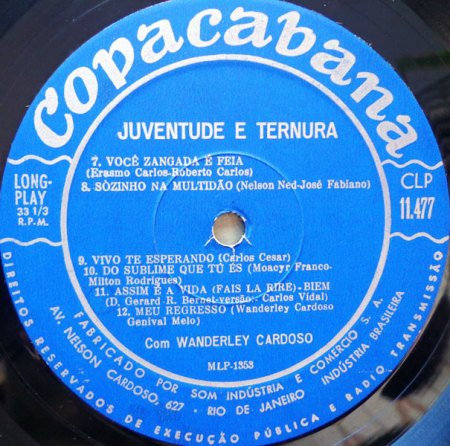 Copacabana
JUVENTUDE E TERNURA
7. VOCÊ ZANGADA É FEIA
(Erasmo Carlos-Roberto Carlos)
8. SÒZINHO NA MULTIDÃO (Nelson Ned-José Fabiano)
LONG-
PLAY
33 1/3
R.P.M.
CLP
11.477
9. VIVO TE ESPERANDO (Carlos Cesar)
10. DO SUBLIME QUE TÚ ÉS (Moacyr Franco-
Milton Rodrigues)
11. ASSIM É A VIDA (FAIS LA RIRE) - BIEM
(D. Gerard R. Bernet-versão: Carlos Vidal)
12. MEU REGRESSO (Wanderley Cardoso
Genival Melo)
Com WANDERLEY CARDOSO
MLP-1353
FABRICADO POR SOM INDÚSTRIA E COMÉRCIO S. A.
AV. NELSON CARDOSO, 627 - RIO DE JANEIRO INDÚSTRIA BRASILEIRA
DIREITOS RESERVADOS DE EXECUÇÃO PÚBLICA E RADIO TRANSMISSÃO